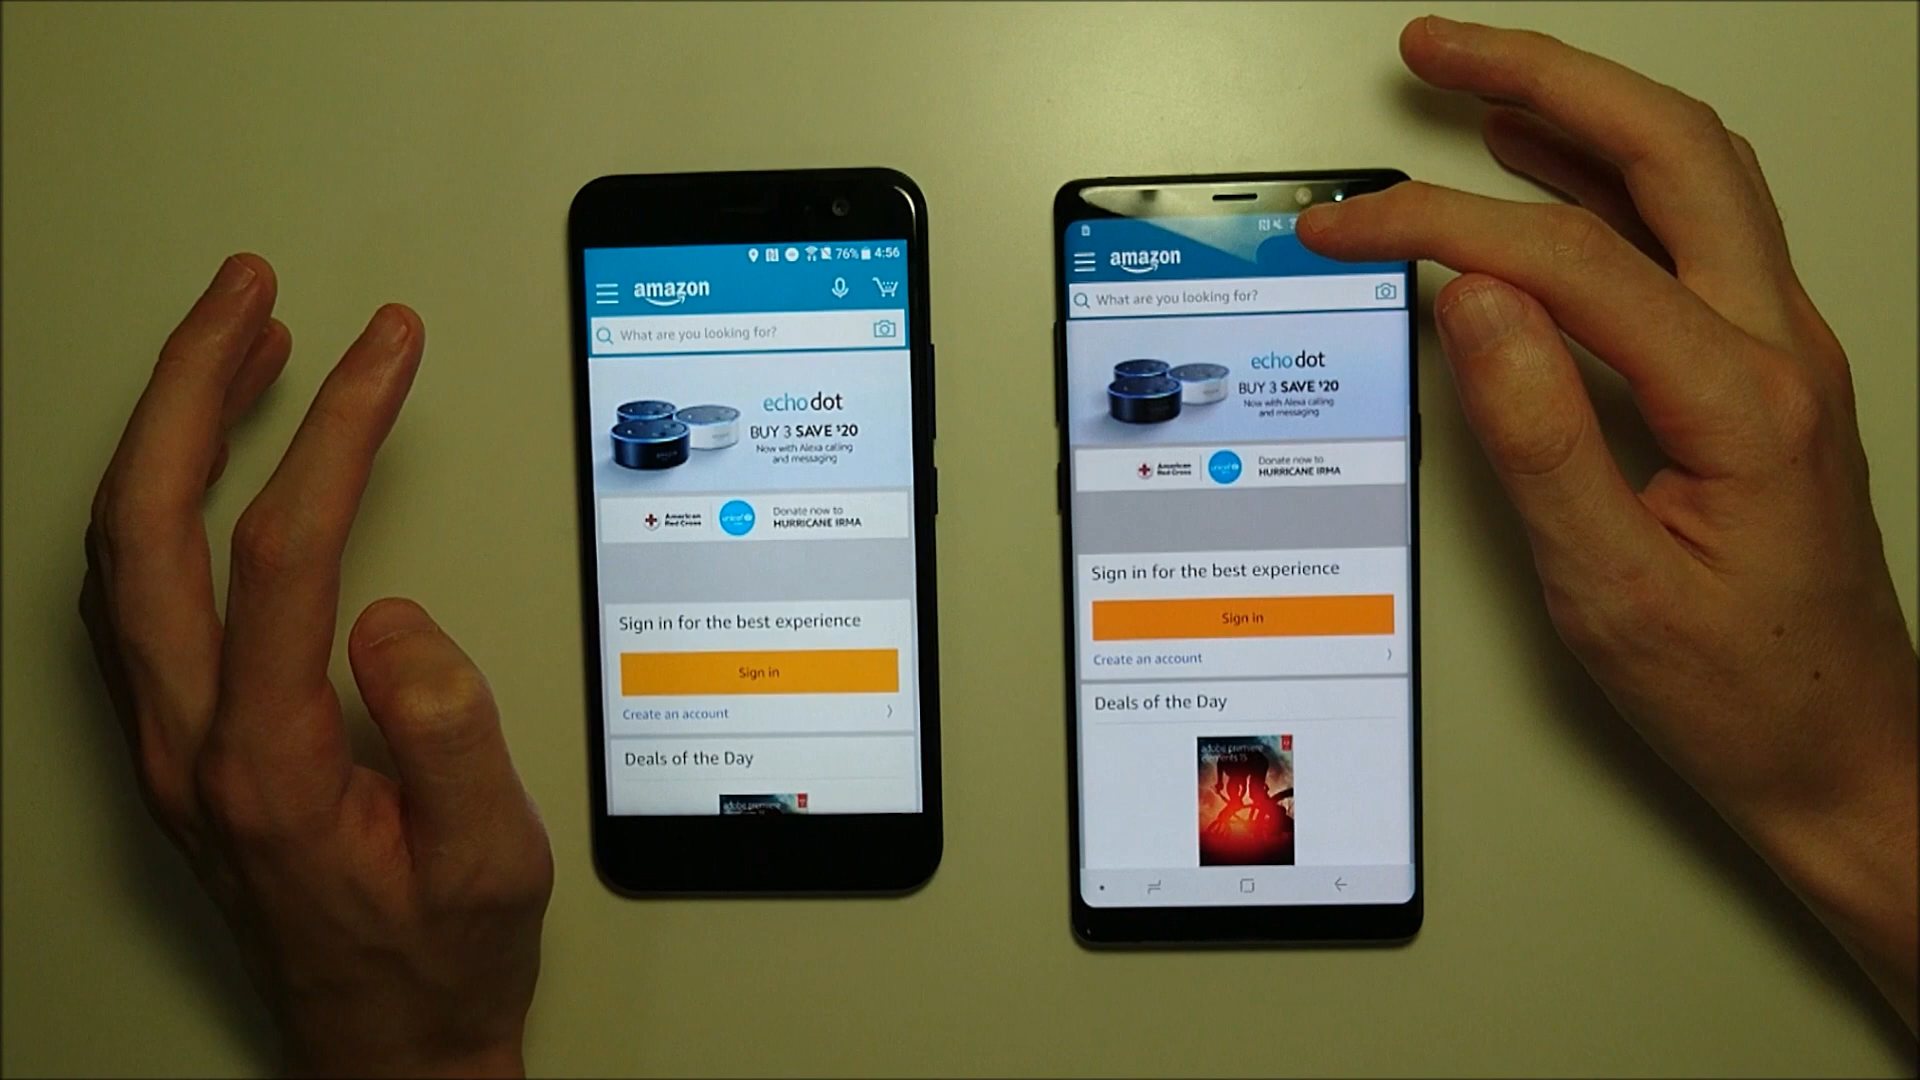 76% 4:56
amazon
What are you looking for?
echo dot
BUY 3 SAVE $20
Now with Alexa calling
and messaging
American
Red Cross
unicef
Donate now to
HURRICANE IRMA
Sign in for the best experience
Sign in
Create an account
Deals of the Day
adobe premiere
amazon
What are you looking for?
echo dot
BUY 3 SAVE $20
Now with Alexa calling
and messaging
American
Red Cross
unicef
Donate now to
HURRICANE IRMA
Sign in for the best experience
Sign in
Create an account
Deals of the Day
adobe premiere
elements 15